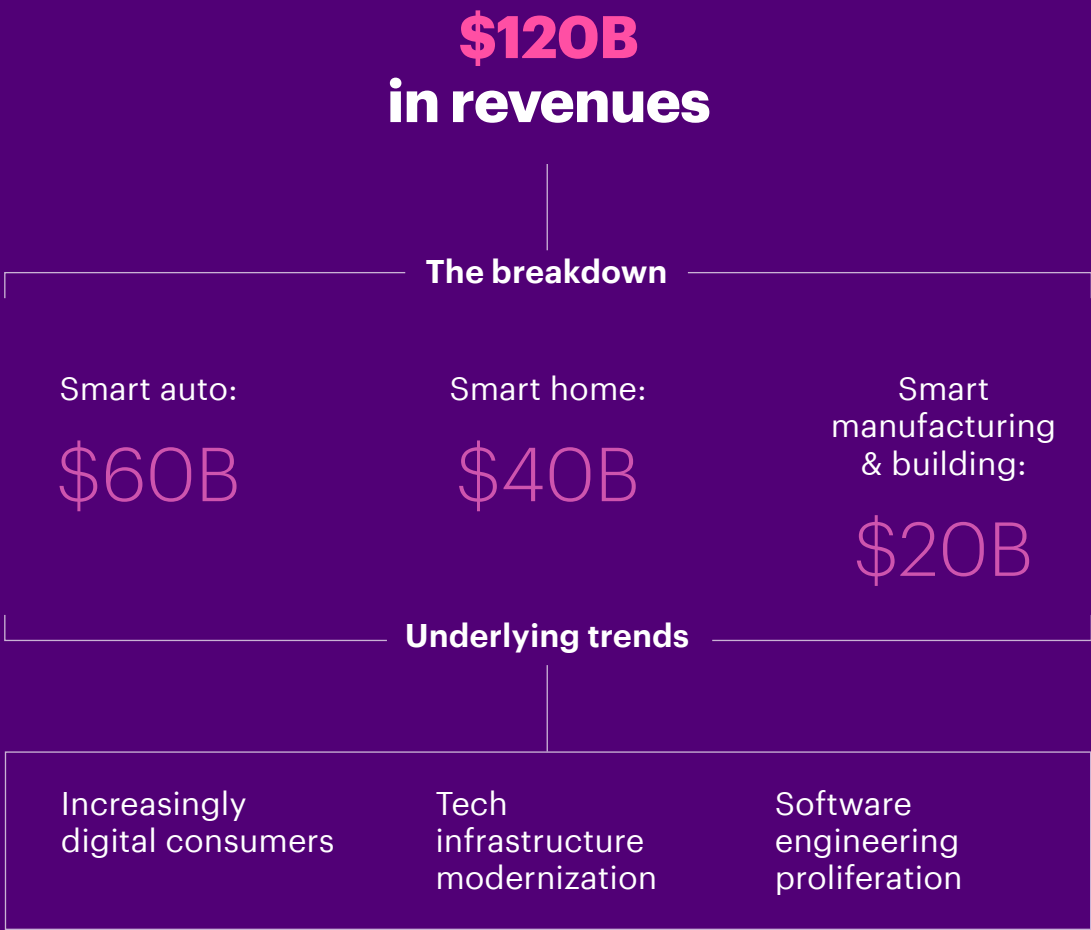 $120B
in revenues
The breakdown
Smart auto:
$60B
Smart home:
$40B
Smart
manufacturing
& building:
$20B
Underlying trends
Increasingly
digital consumers
Tech
infrastructure
modernization
Software
engineering
proliferation